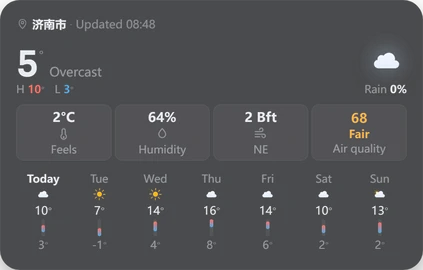 济南市 · Updated 08:48
5° Overcast
H 10° L 3°
Rain 0%
2°C
Feels
64%
Humidity
2 Bft
NE
68
Fair
Air quality
Today Tue Wed Thu Fri Sat Sun
10° 7° 14° 16° 14° 10° 13°
3° -1° 4° 8° 6° 2° 2°